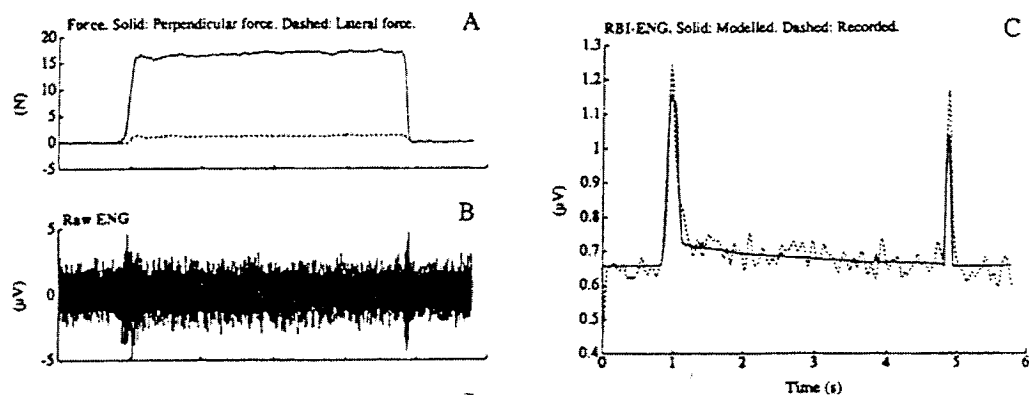 Force. Solid: Perpendicular force. Dashed: Lateral force.
A
20
15
10
5
0
-5
(N)
Raw ENG
B
5
0
-5
(µV)
RBI-ENG. Solid: Modelled. Dashed: Recorded.
C
1.3
1.2
1.1
1
0.9
0.8
0.7
0.6
0.5
0.4
(µV)
0
1
2
3
4
5
6
Time (s)